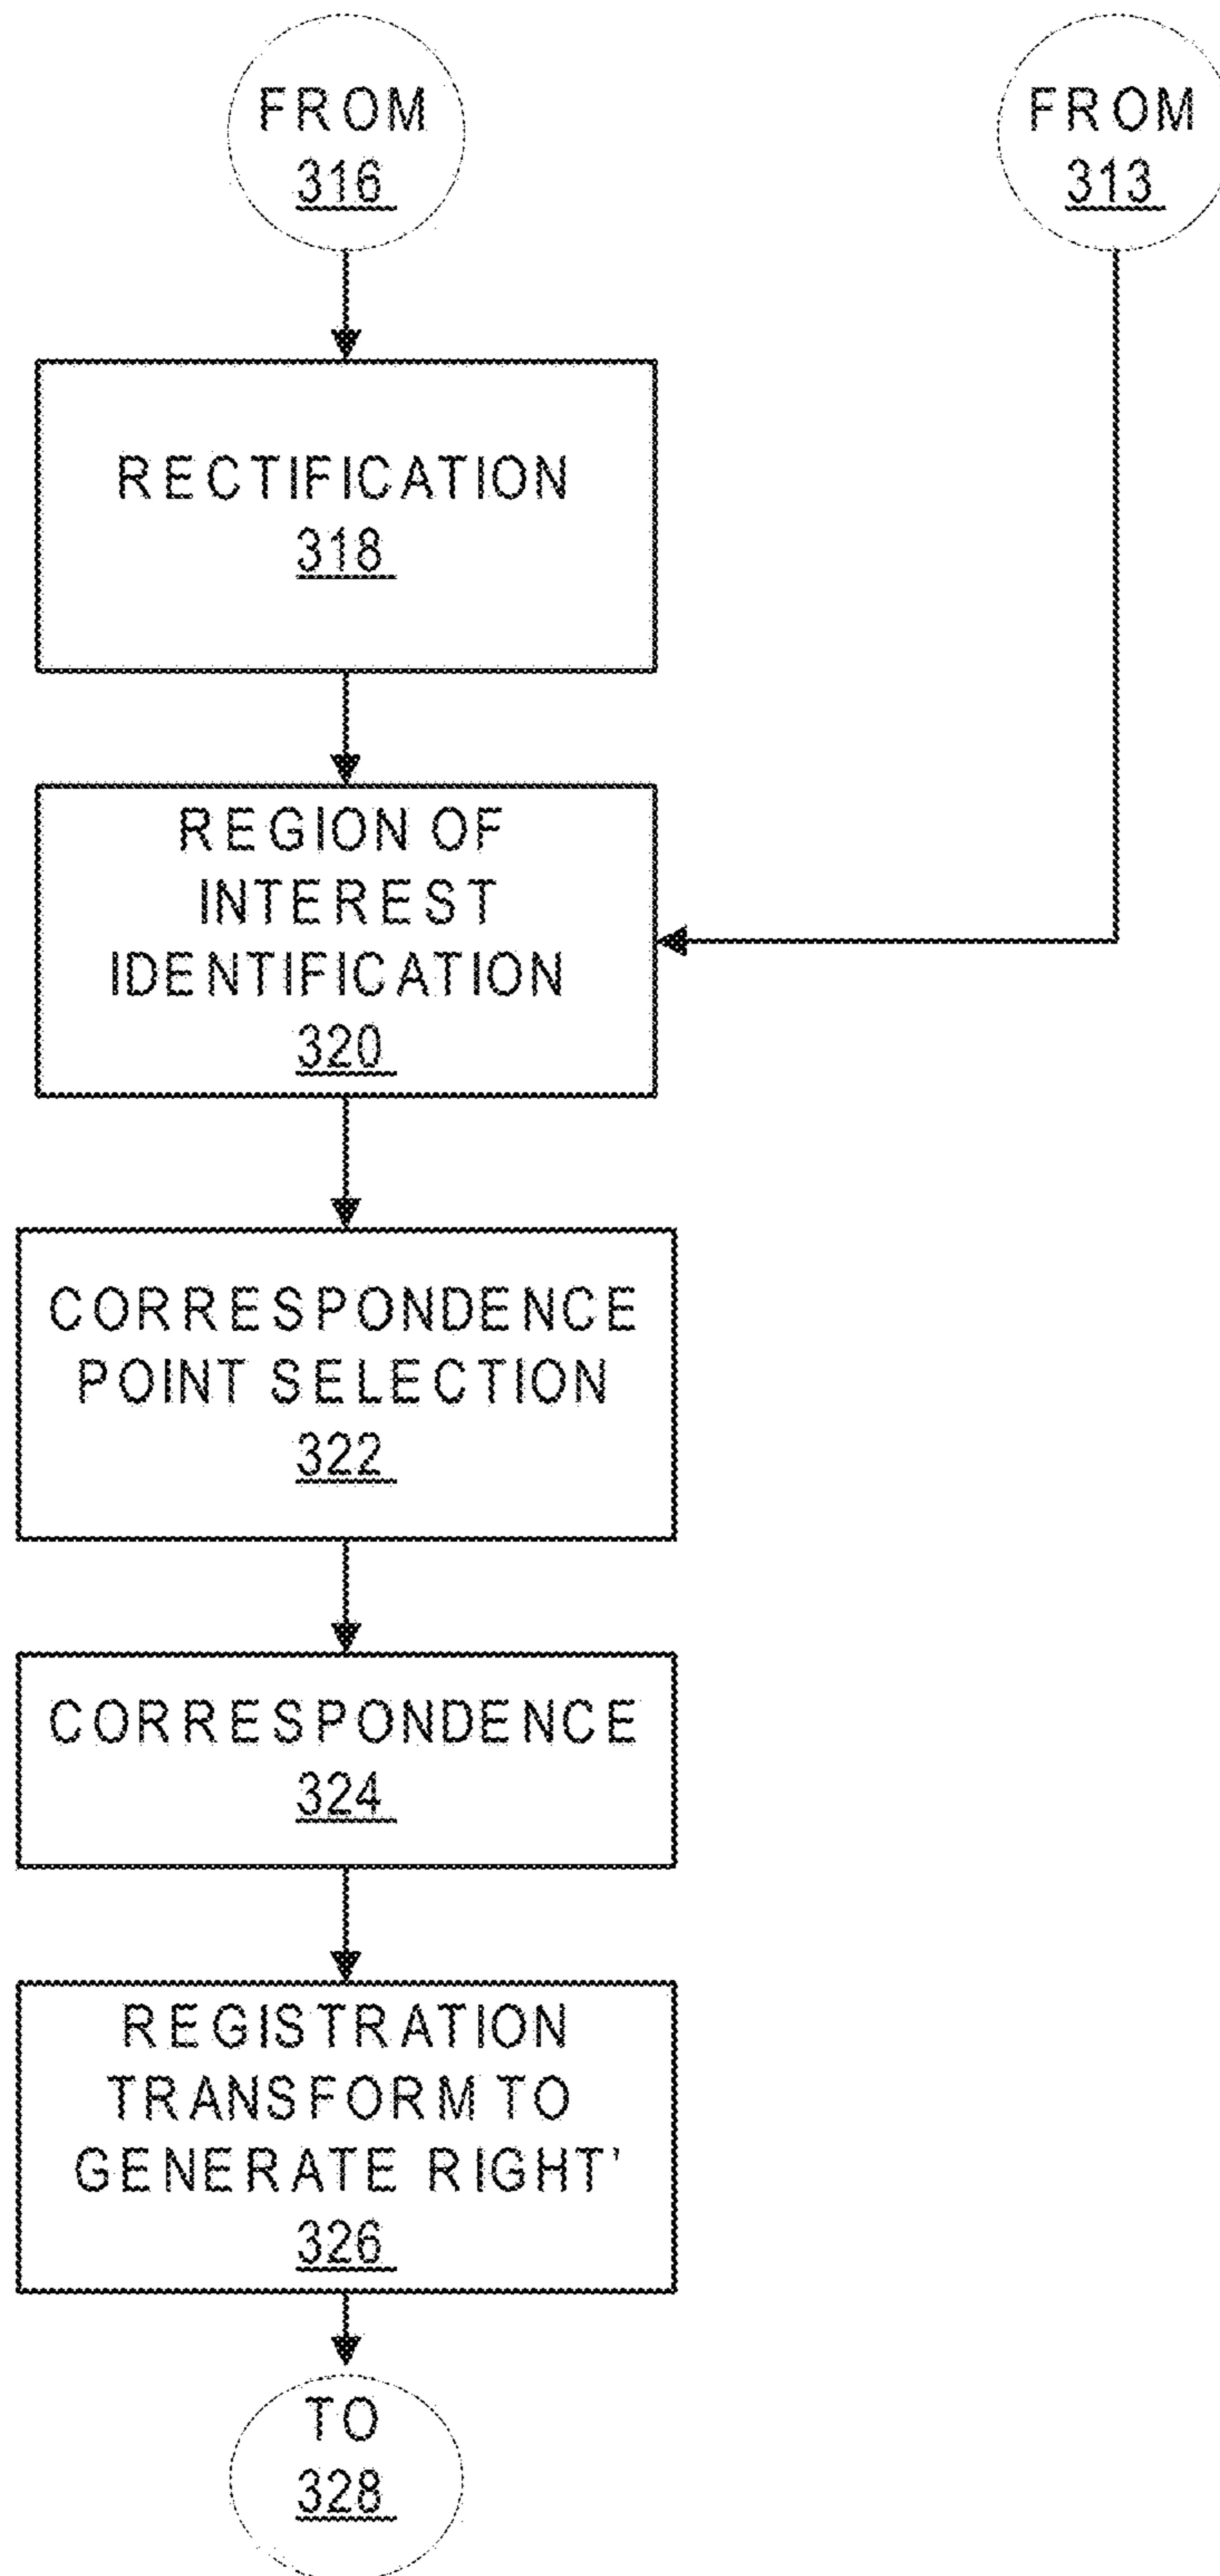 FROM
316
FROM
313
RECTIFICATION
318
REGION OF
INTEREST
IDENTIFICATION
320
CORRESPONDENCE
POINT SELECTION
322
CORRESPONDENCE
324
REGISTRATION
TRANSFORM TO
GENERATE RIGHT'
326
TO
328